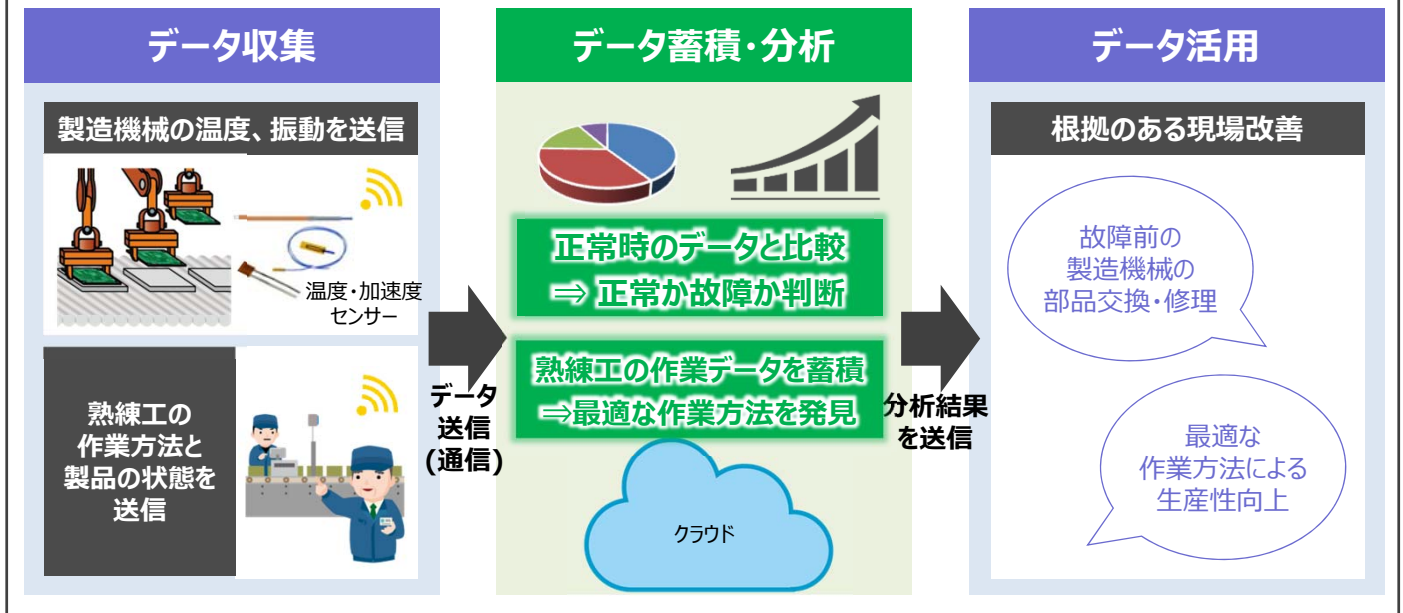 データ収集
製造機械の温度、振動を送信
温度・加速度
センサー
熟練工の
作業方法と
製品の状態を
送信
データ
送信
(通信)
データ蓄積・分析
正常時のデータと比較
⇒ 正常か故障か判断
熟練工の作業データを蓄積
⇒最適な作業方法を発見
クラウド
分析結果
を送信
データ活用
根拠のある現場改善
故障前の
製造機械の
部品交換・修理
最適な
作業方法による
生産性向上